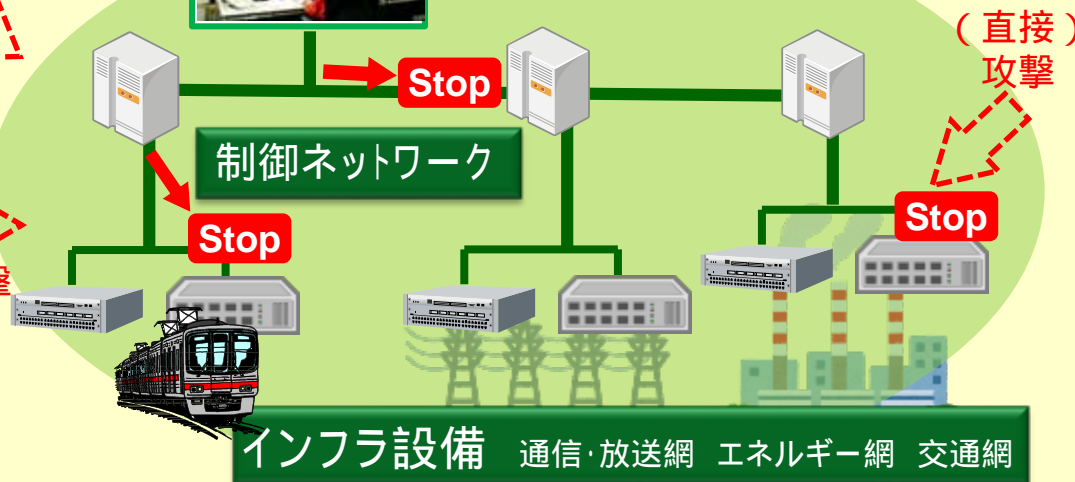 （直接）
攻撃
Stop
制御ネットワーク
Stop
Stop
撃
インフラ設備 通信･放送網 エネルギー網 交通網